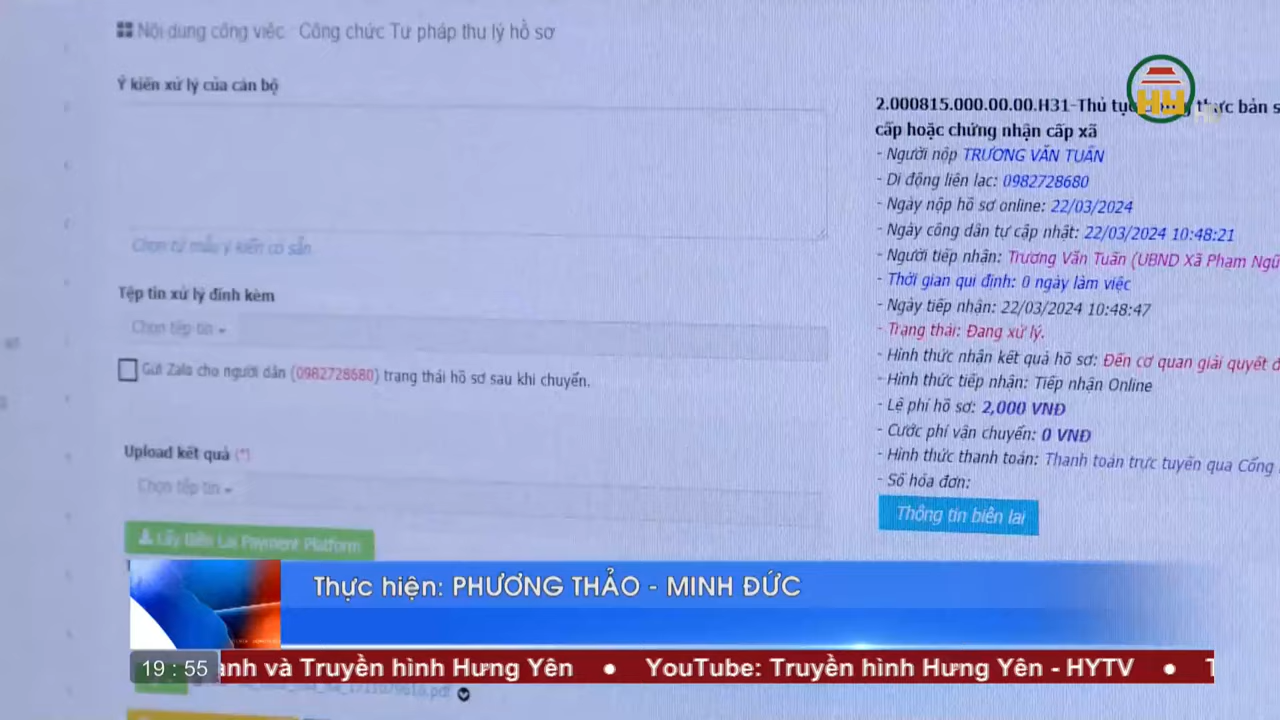 Nội dung công việc - Công chức Tư pháp thụ lý hồ sơ
Ý kiến xử lý của cán bộ
Chọn từ mẫu ý kiến có sẵn
Tệp tin xử lý đính kèm
Chọn tệp tin
Gửi Zalo cho người dân (0982728680) trạng thái hồ sơ sau khi chuyển.
Upload kết quả (*)
Chọn tệp tin
Lấy Biên Lai Payment Platform
2.000815.000.00.00.H31-Thủ tục thực bản s
cấp hoặc chứng nhận cấp xã
- Người nộp TRƯƠNG VĂN TUẤN
- Di động liên lạc: 0982728680
- Ngày nộp hồ sơ online: 22/03/2024
- Ngày công dân tự cập nhật: 22/03/2024 10:48:21
- Người tiếp nhận: Trương Văn Tuấn (UBND Xã Phạm Ngũ
- Thời gian qui định: 0 ngày làm việc
- Ngày tiếp nhận: 22/03/2024 10:48:47
- Trạng thái: Đang xử lý.
- Hình thức nhận kết quả hồ sơ: Đến cơ quan giải quyết
- Hình thức tiếp nhận: Tiếp nhận Online
- Lệ phí hồ sơ: 2,000 VNĐ
- Cước phí vận chuyển: 0 VNĐ
- Hình thức thanh toán: Thanh toán trực tuyến qua Cổng
- Số hóa đơn:
Thông tin biên lai
HY
Thực hiện: PHƯƠNG THẢO - MINH ĐỨC
19 : 55
anh và Truyền hình Hưng Yên • YouTube: Truyền hình Hưng Yên - HYTV • T